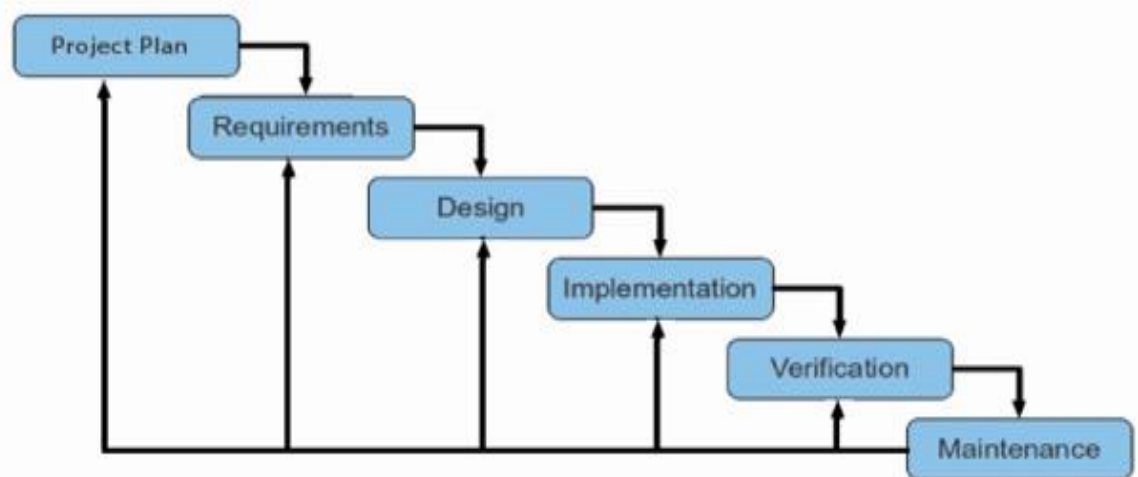 Project Plan
Requirements
Design
Implementation
Verification
Maintenance